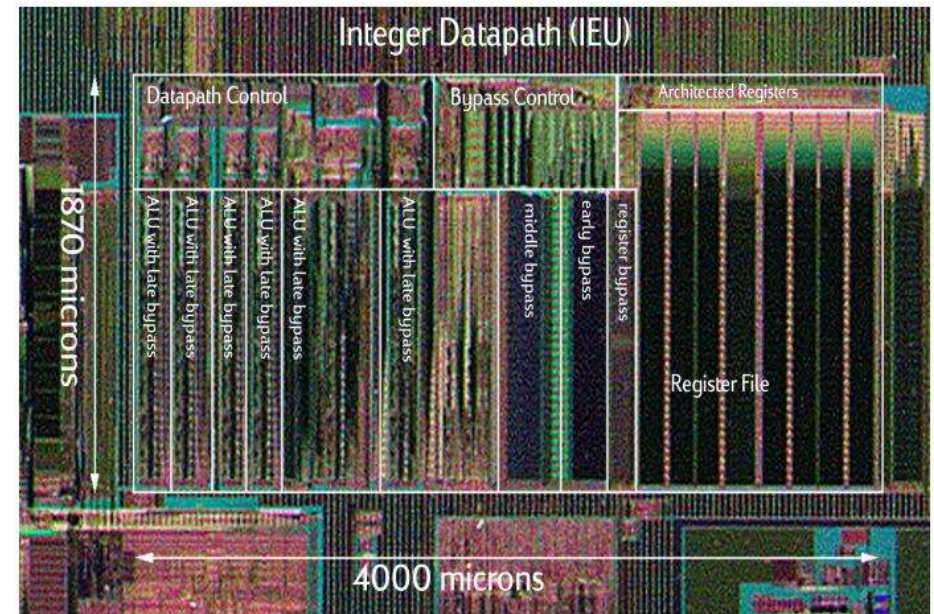 Integer Datapath (IEU)
Datapath Control
Bypass Control
Architected Registers
1870 microns
ALU with late bypass
ALU with late bypass
ALU with late bypass
ALU with late bypass
ALU with late bypass
ALU with late bypass
middle bypass
early bypass
register bypass
Register File
4000 microns